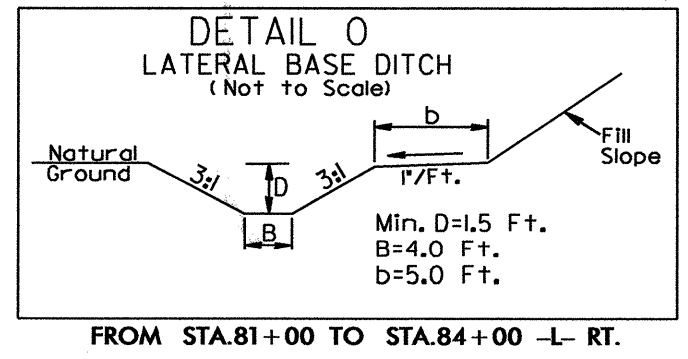 DETAIL O
LATERAL BASE DITCH
(Not to Scale)
b
Natural
Ground
3:1
D
3:1
1"/Ft.
Fill
Slope
B
Min. D=1.5 Ft.
B=4.0 Ft.
b=5.0 Ft.
FROM STA.81+00 TO STA.84+00 -L- RT.